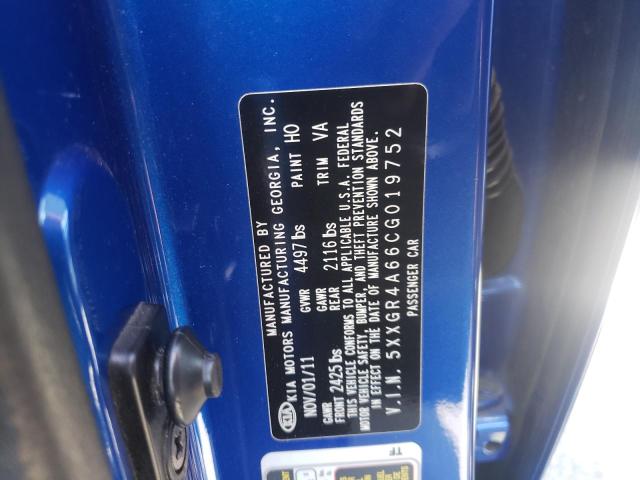 MANUFACTURED BY
KIA KIA MOTORS MANUFACTURING GEORGIA, INC.
NOV/01/11 GVWR 4497lbs PAINT HO
GAWR FRONT 2425lbs GAWR REAR 2116lbs TRIM VA
THIS VEHICLE CONFORMS TO ALL APPLICABLE U.S.A. FEDERAL
MOTOR VEHICLE SAFETY, BUMPER, AND THEFT PREVENTION STANDARDS
IN EFFECT ON THE DATE OF MANUFACTURE SHOWN ABOVE.
V.I.N. 5XXGR4A66CG019752
PASSENGER CAR
TF